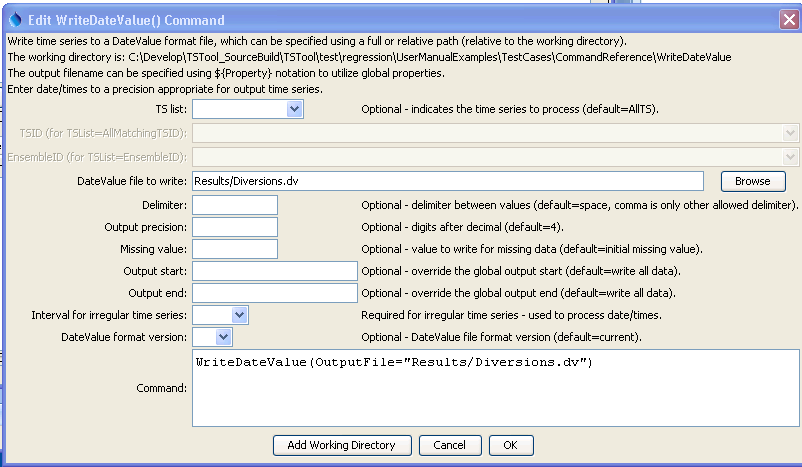 Edit WriteDateValue() Command
Write time series to a DateValue format file, which can be specified using a full or relative path (relative to the working directory).
The working directory is: C:\Develop\TSTool_SourceBuild\TSTool\test\regression\UserManualExamples\TestCases\CommandReference\WriteDateValue
The output filename can be specified using ${Property} notation to utilize global properties.
Enter date/times to a precision appropriate for output time series.
TS list: Optional - indicates the time series to process (default=AllTS).
TSID (for TSList=AllMatchingTSID):
EnsembleID (for TSList=EnsembleID):
DateValue file to write: Results/Diversions.dv Browse
Delimiter: Optional - delimiter between values (default=space, comma is only other allowed delimiter).
Output precision: Optional - digits after decimal (default=4).
Missing value: Optional - value to write for missing data (default=initial missing value).
Output start: Optional - override the global output start (default=write all data).
Output end: Optional - override the global output end (default=write all data).
Interval for irregular time series: Required for irregular time series - used to process date/times.
DateValue format version: Optional - DateValue file format version (default=current).
WriteDateValue(OutputFile="Results/Diversions.dv")
Command:
Add Working Directory Cancel OK